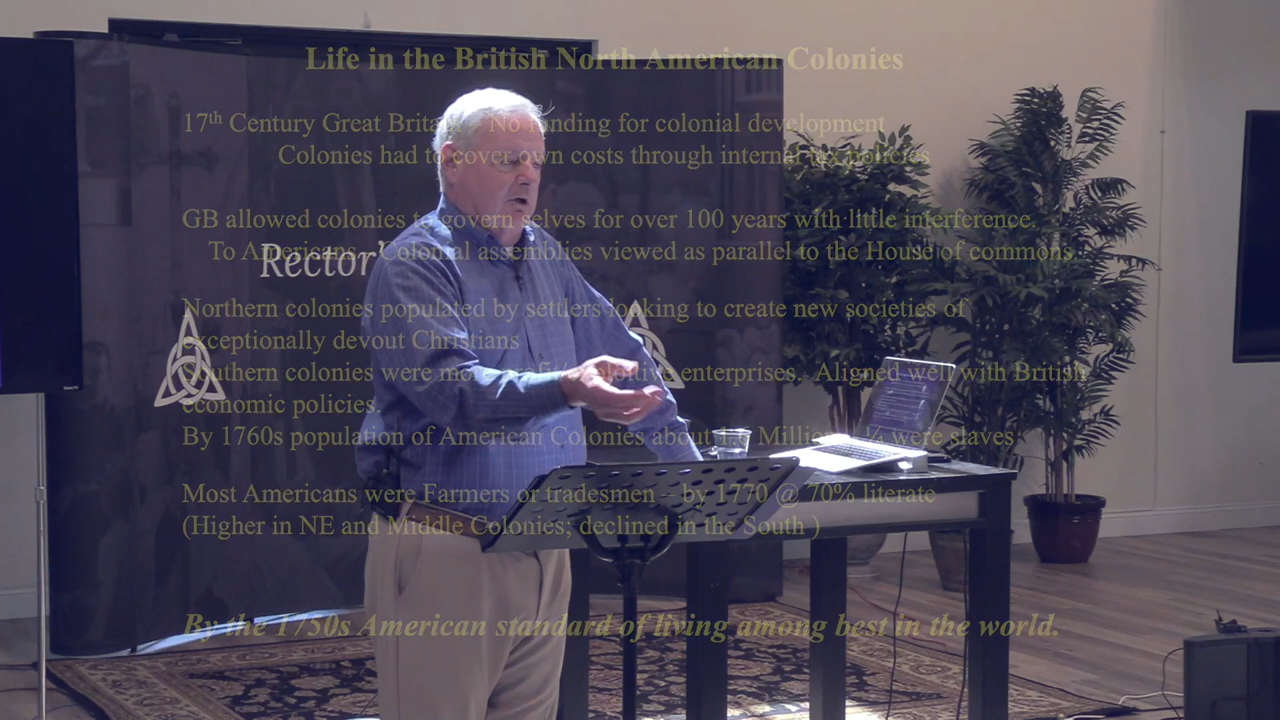 Life in the British North American Colonies
17th Century Great Britain No funding for colonial development
Colonies had to cover own costs through internal tax policies
GB allowed colonies to govern selves for over 100 years with little interference.
To Americans, Colonial assemblies viewed as parallel to the House of commons
Rector'
Northern colonies populated by settlers looking to create new societies of
exceptionally devout Christians
Southern colonies were more enterprises. Aligned well with British
economic policies.
By 1760s population of American Colonies about were slaves
Most Americans were Farmers or tradesmen – by 1770 @ 70% literate
(Higher in NE and Middle Colonies; declined in the South )
By the 1750s American standard of living among best in the world.